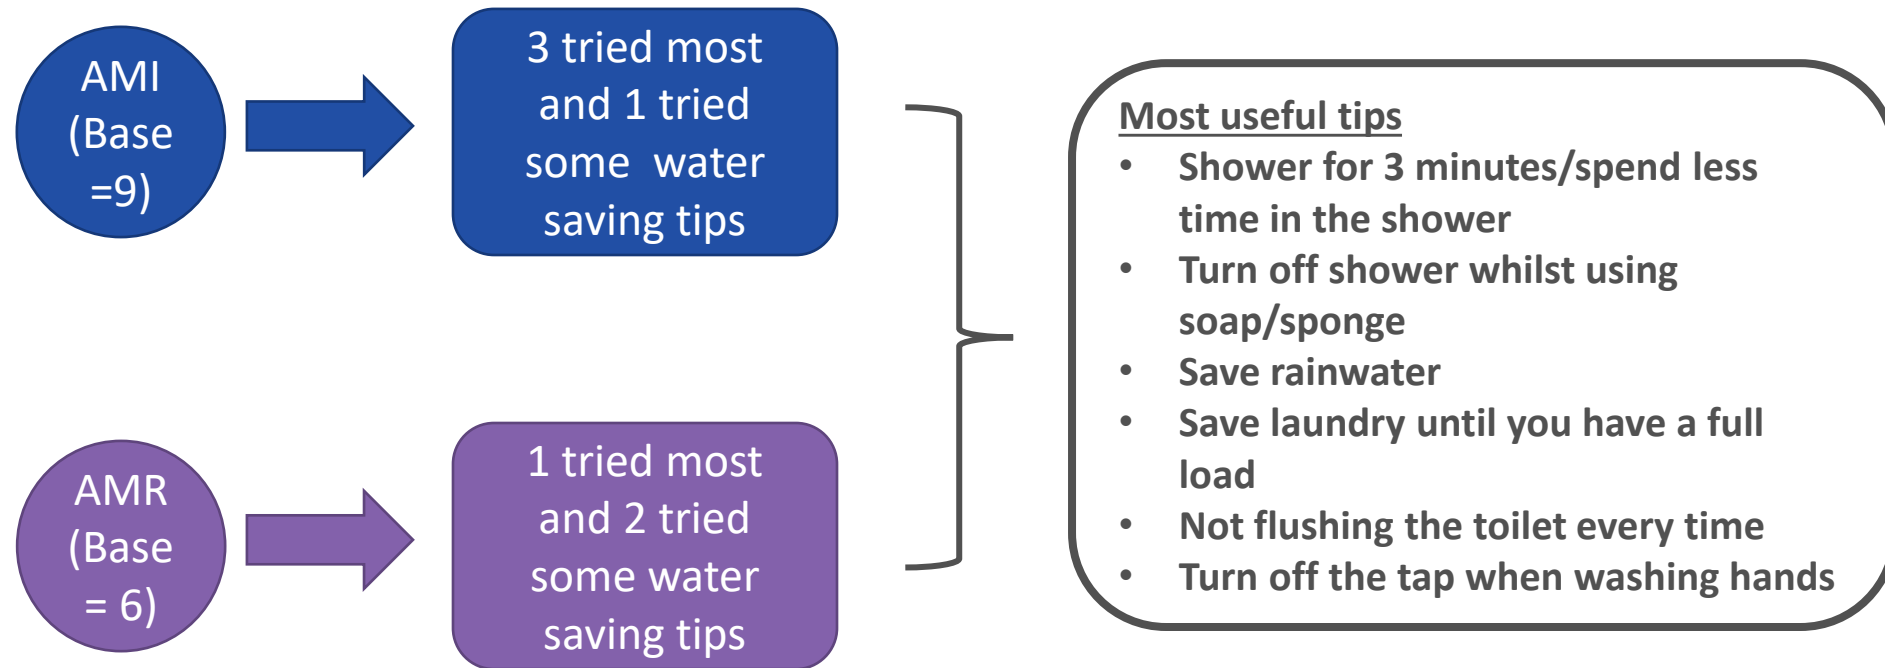 AMI
(Base
=9)
3 tried most
and 1 tried
some  water
saving tips
AMR
(Base
= 6)
1 tried most
and 2 tried
some water
saving tips
Most useful tips
• Shower for 3 minutes/spend less
time in the shower
• Turn off shower whilst using
soap/sponge
• Save rainwater
• Save laundry until you have a full
load
• Not flushing the toilet every time
• Turn off the tap when washing hands